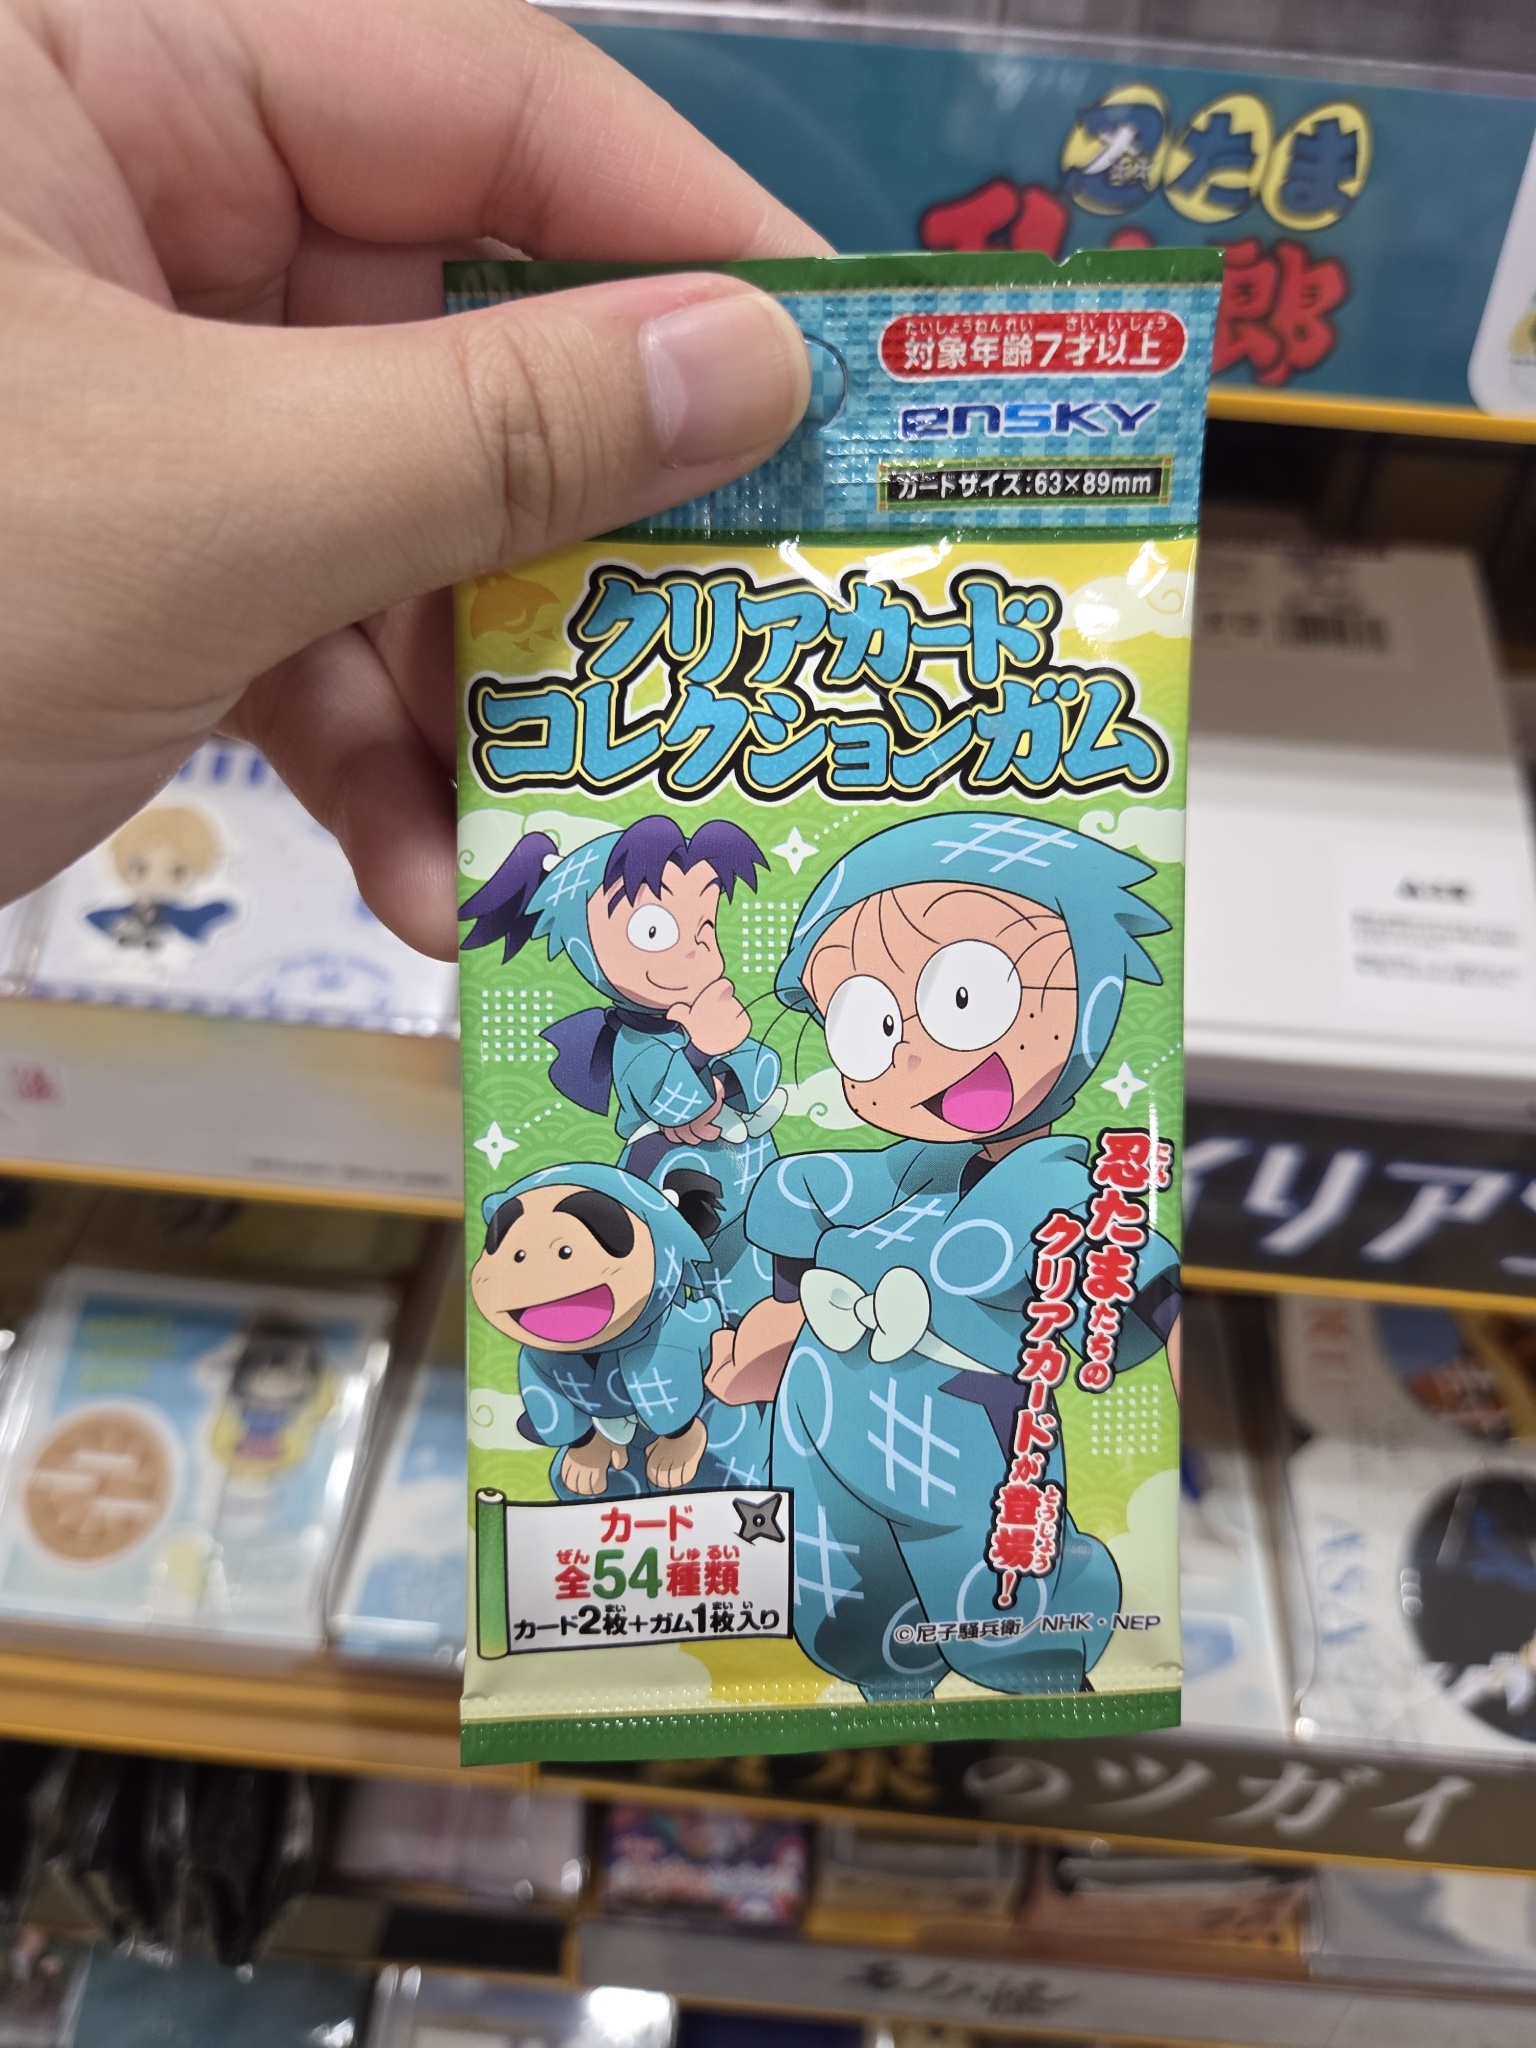 忍たま
乱太郎
たいしょうねんれい さいいじょう
対象年齢7才以上
ensky
カードサイズ:63×89mm
クリアカード
コレクションガム
にん
忍たまたちの
クリアカードが登場!
とうじょう
カード
ぜん しゅるい
全54種類
まい まい い
カード2枚+ガム1枚入り
©尼子騒兵衛/NHK・NEP
のツガイ